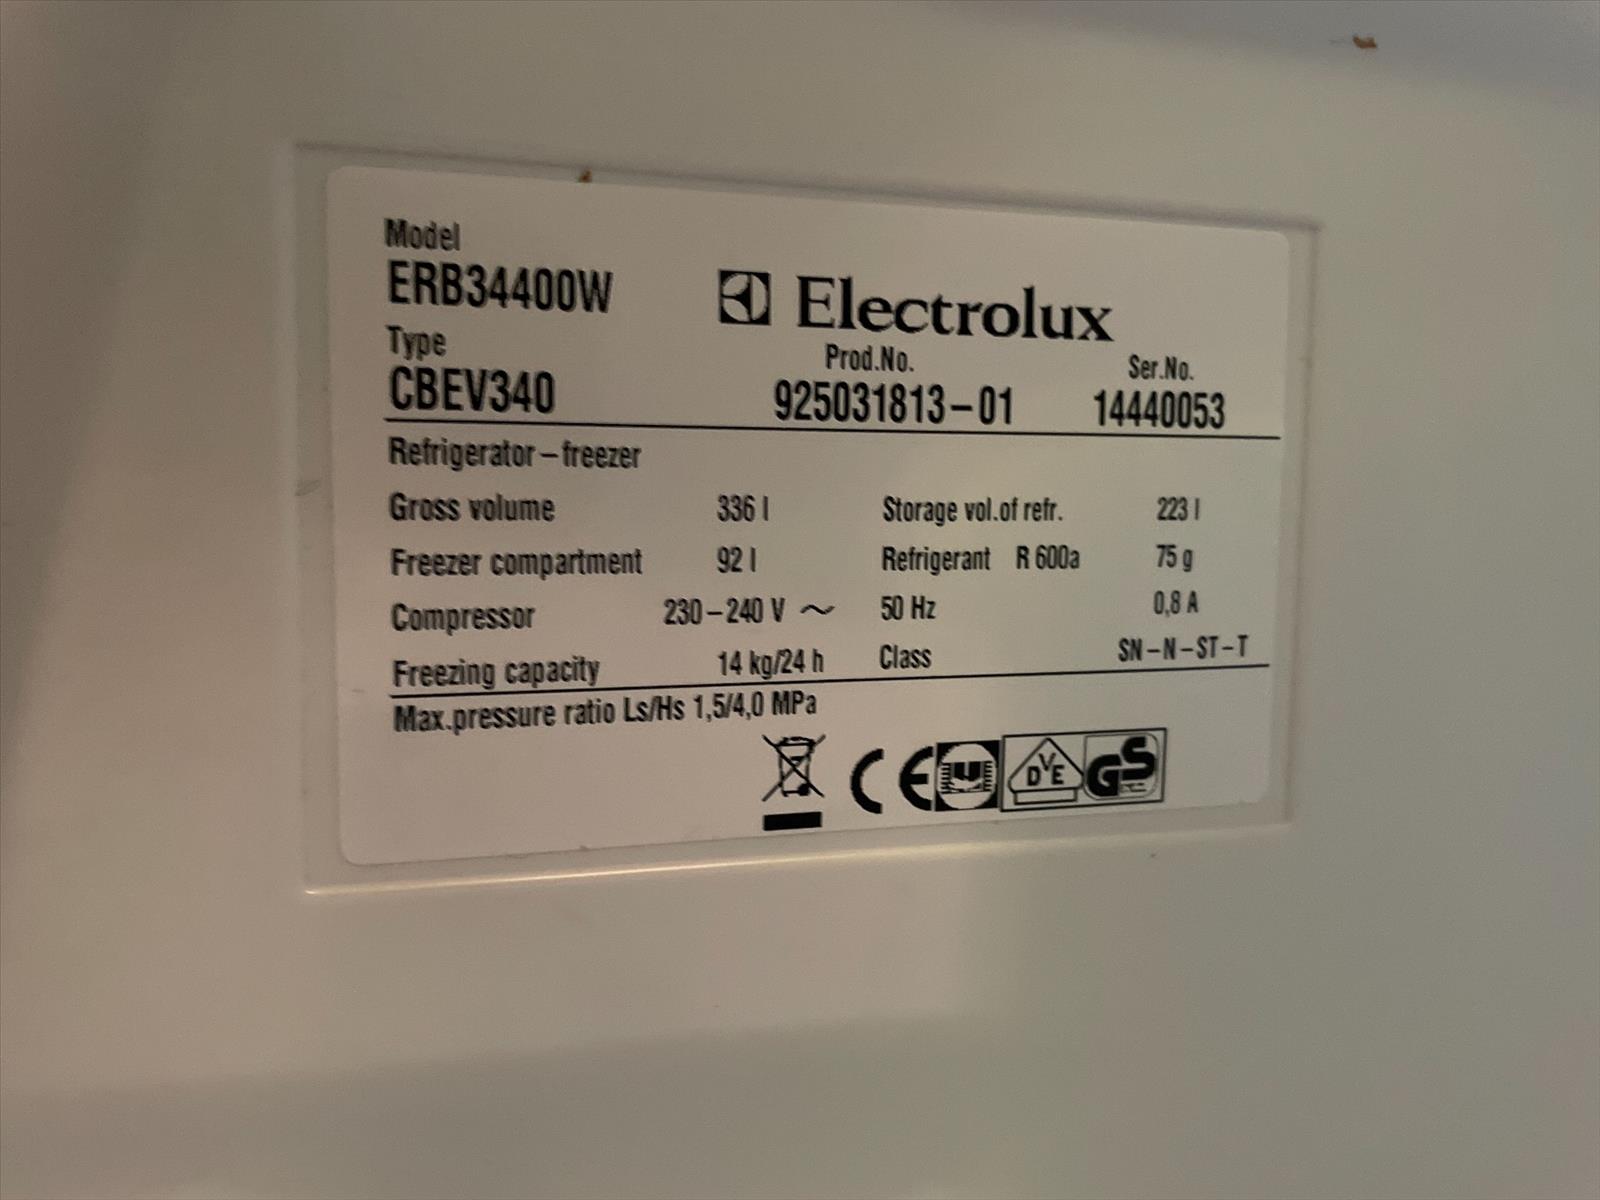 Model
ERB34400W
Electrolux
Type
CBEV340
Prod.No.
925031813-01
Ser.No.
14440053
Refrigerator-freezer
Gross volume 336 l Storage vol.of refr. 223 l
Freezer compartment 92 l Refrigerant R 600a 75 g
Compressor 230-240 V ~ 50 Hz 0,8 A
Freezing capacity 14 kg/24 h Class SN-N-ST-T
Max.pressure ratio Ls/Hs 1,5/4,0 MPa
CE DVE GS